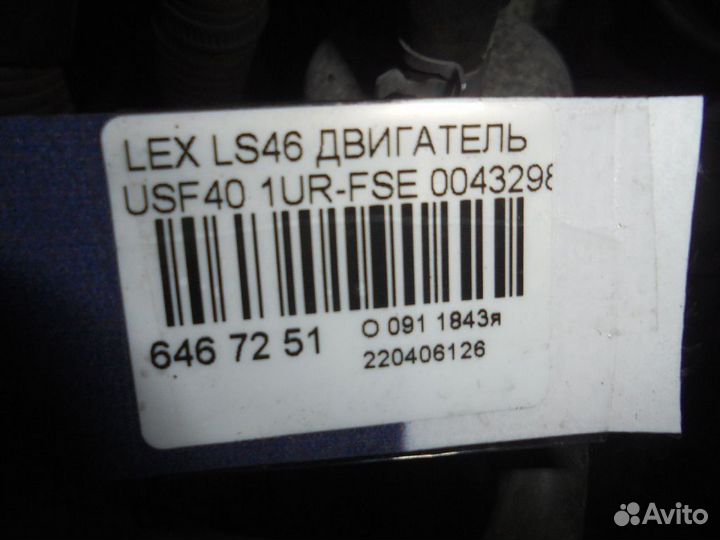 LEX LS46 ДВИГАТЕЛЬ
USF40 1UR-FSE 0043298
646 72 51
О 091 1843я
220406126
Avito